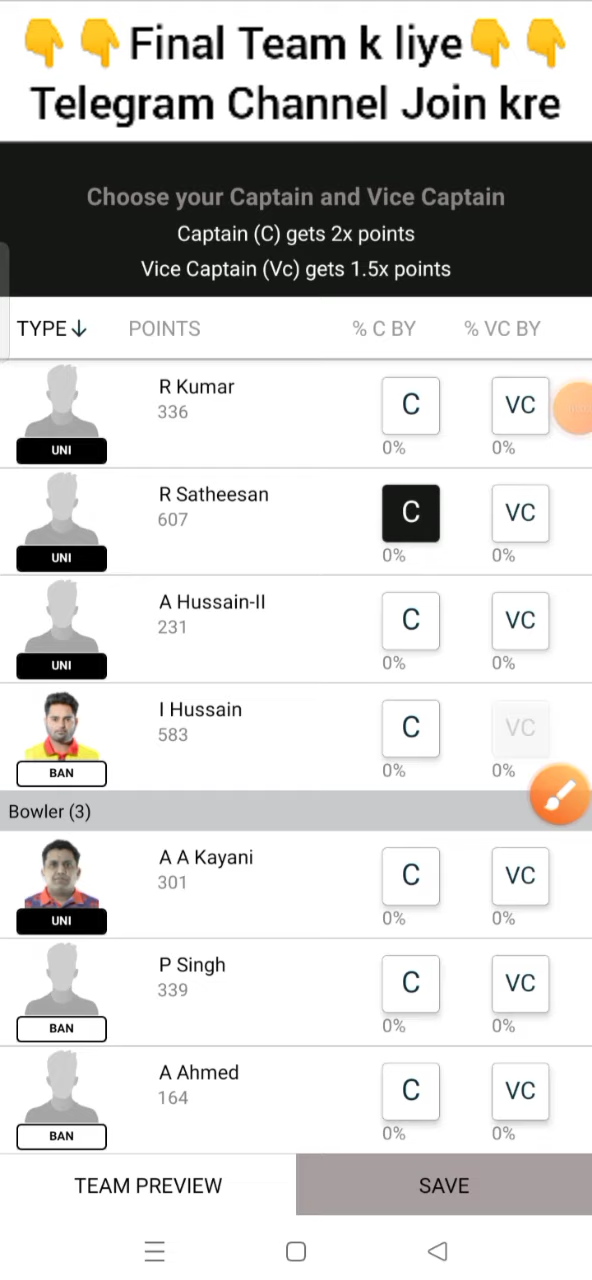 👇👇Final Team k liye👇👇
Telegram Channel Join kre
Choose your Captain and Vice Captain
Captain (C) gets 2x points
Vice Captain (Vc) gets 1.5x points
TYPE↓ POINTS % C BY % VC BY
R Kumar
336
C VC
UNI
0% 0%
R Satheesan
607
C VC
UNI
0% 0%
A Hussain-II
231
C VC
UNI
0% 0%
I Hussain
583
C VC
BAN
0% 0%
Bowler (3)
A A Kayani
301
C VC
UNI
0% 0%
P Singh
339
C VC
BAN
0% 0%
A Ahmed
164
C VC
BAN
0% 0%
TEAM PREVIEW SAVE